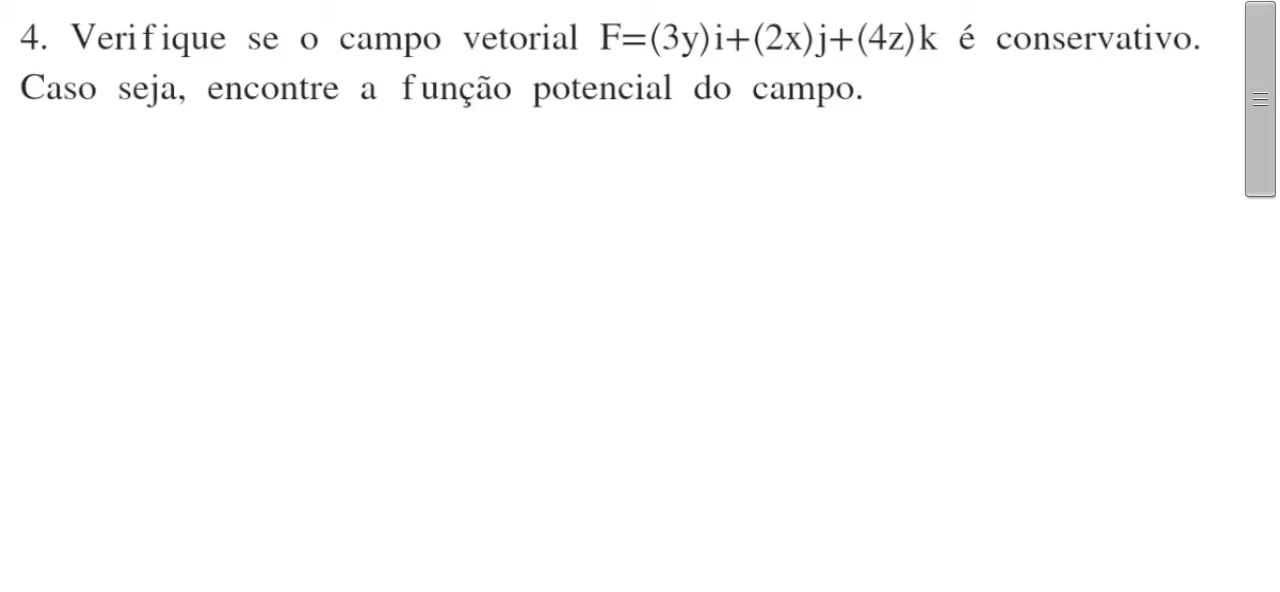 4. Verifique se o campo vetorial F=(3y)i+(2x)j+(4z)k é conservativo.
Caso seja, encontre a função potencial do campo.